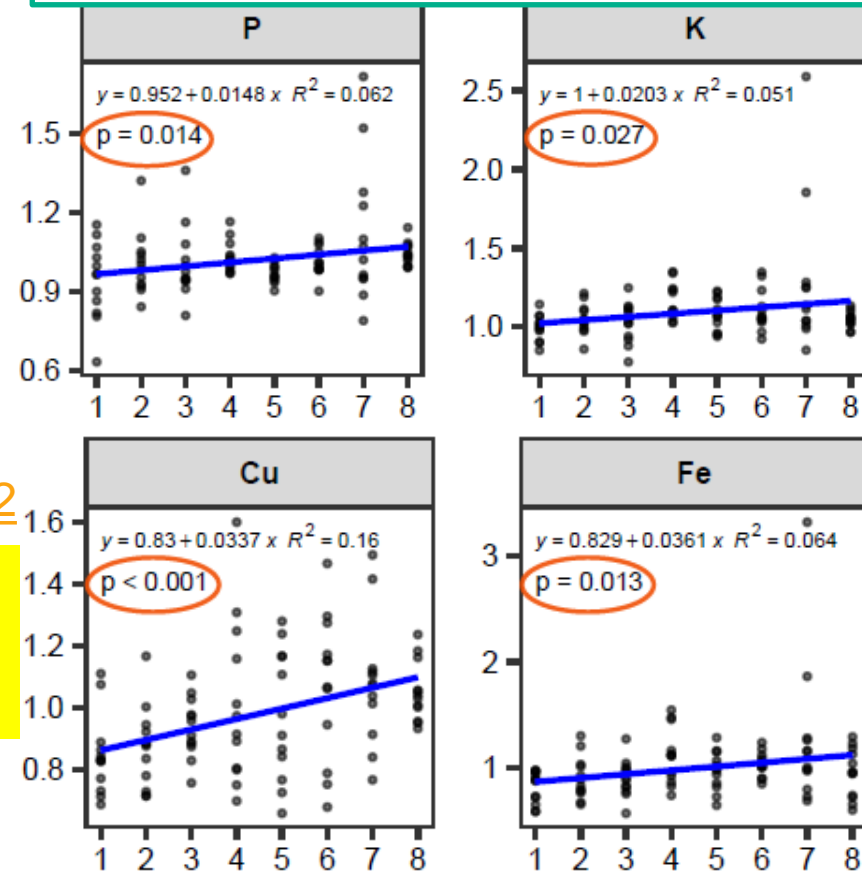 P
y = 0.952 + 0.0148 x R² = 0.062
p = 0.014
1.5
1.2
0.9
0.6
1 2 3 4 5 6 7 8
K
y = 1 + 0.0203 x R² = 0.051
p = 0.027
2.5
2.0
1.5
1.0
1 2 3 4 5 6 7 8
2
Cu
y = 0.83 + 0.0337 x R² = 0.16
p < 0.001
1.6
1.4
1.2
1.0
0.8
1 2 3 4 5 6 7 8
Fe
y = 0.829 + 0.0361 x R² = 0.064
p = 0.013
3
2
1
1 2 3 4 5 6 7 8